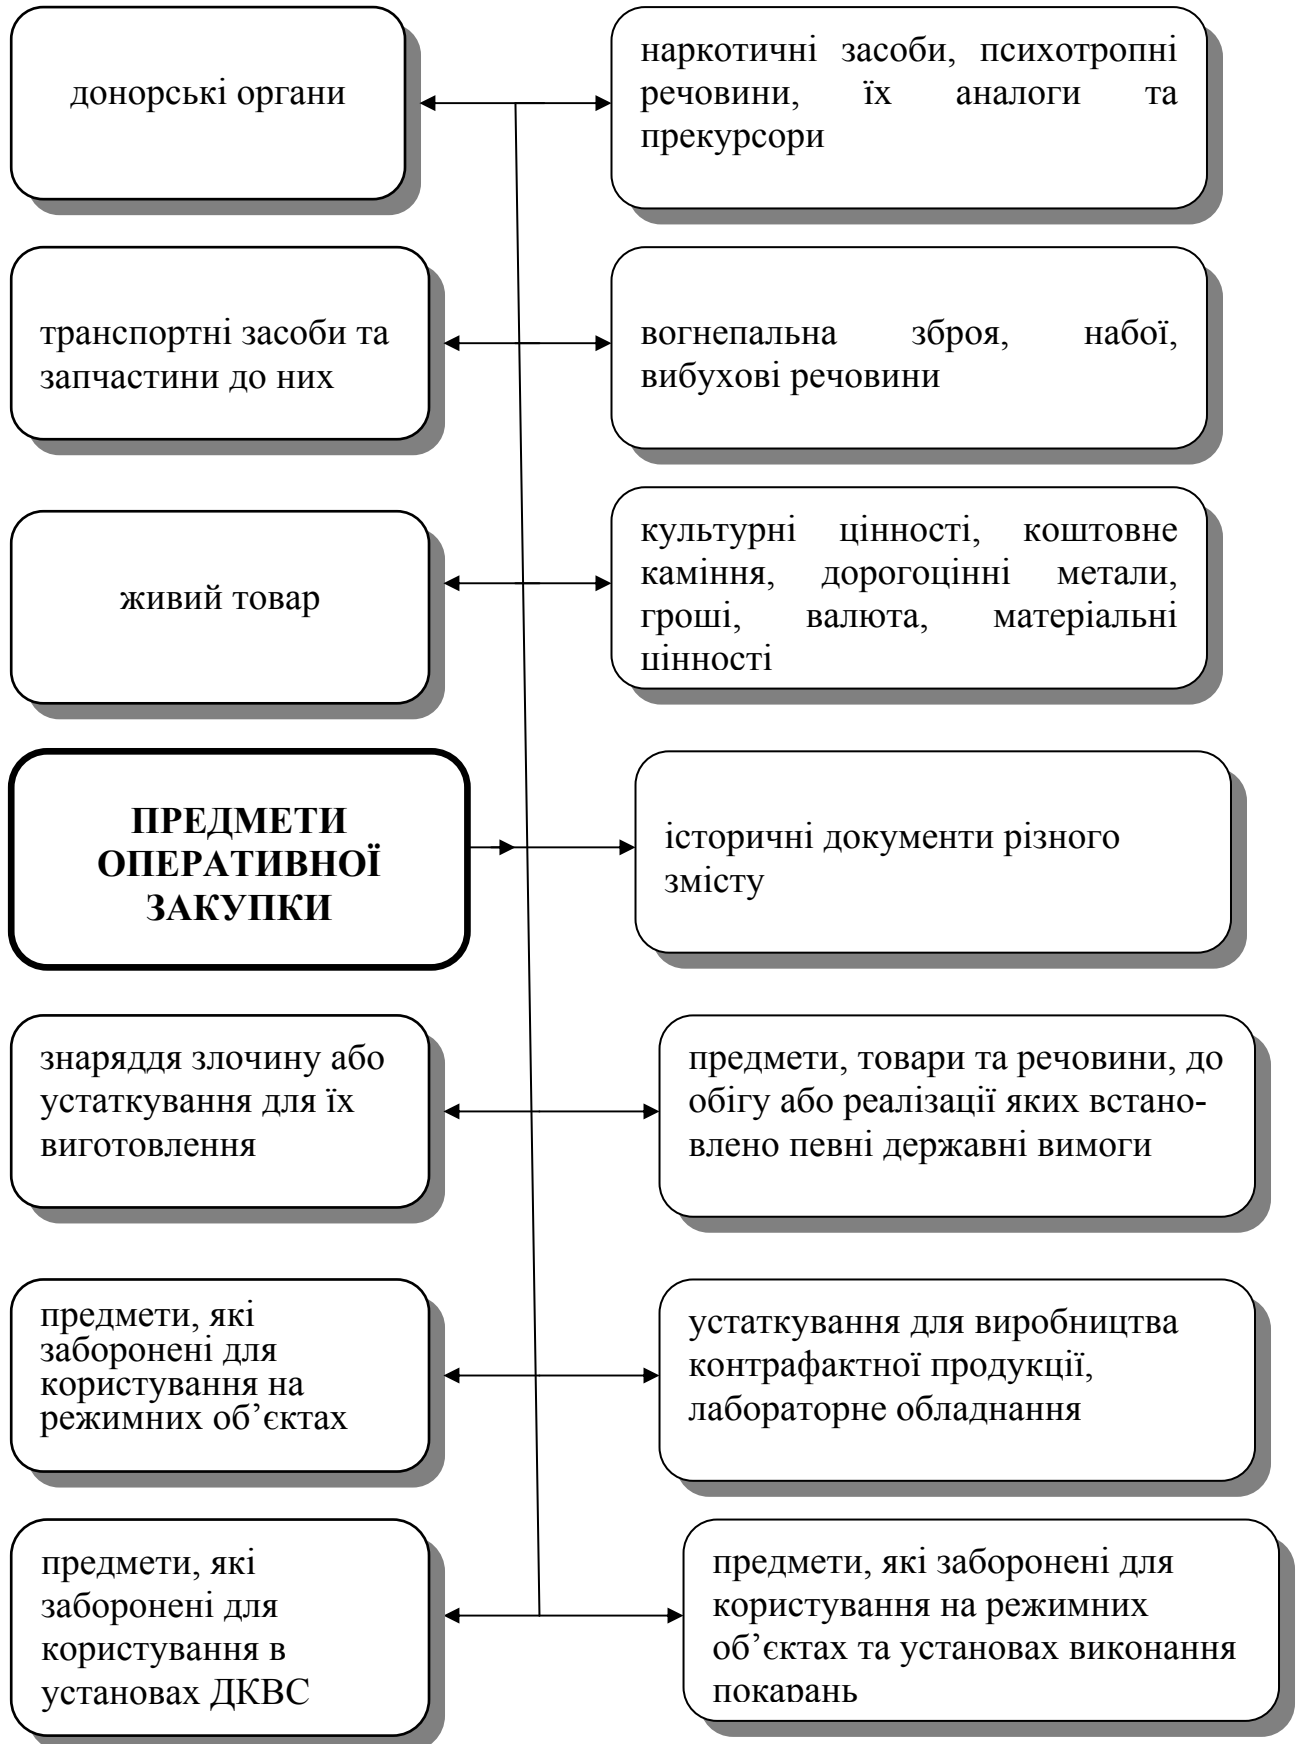 донорські органи
наркотичні засоби, психотропні
речовини, їх аналоги та
прекурсори
транспортні засоби та
запчастини до них
вогнепальна зброя, набої,
вибухові речовини
живий товар
культурні цінності, коштовне
каміння, дорогоцінні метали,
гроші, валюта, матеріальні
цінності
ПРЕДМЕТИ
ОПЕРАТИВНОЇ
ЗАКУПКИ
історичні документи різного
змісту
знаряддя злочину або
устаткування для їх
виготовлення
предмети, товари та речовини, до
обігу або реалізації яких встано-
влено певні державні вимоги
предмети, які
заборонені для
користування на
режимних об’єктах
устаткування для виробництва
контрафактної продукції,
лабораторне обладнання
предмети, які
заборонені для
користування в
установах ДКВС
предмети, які заборонені для
користування на режимних
об’єктах та установах виконання
покарань